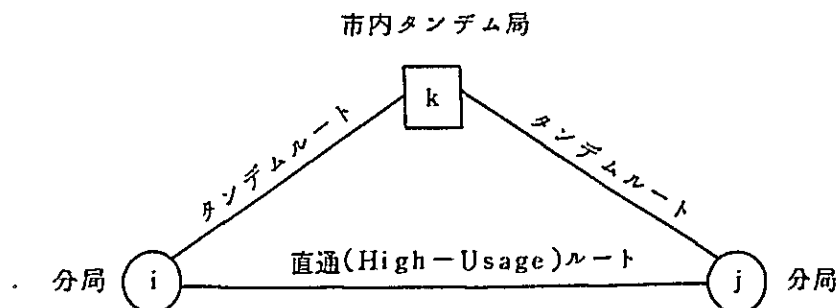 市内タンデム局
k
タンデムルート
タンデムルート
直通(High-Usage)ルート
分局
i
j
分局